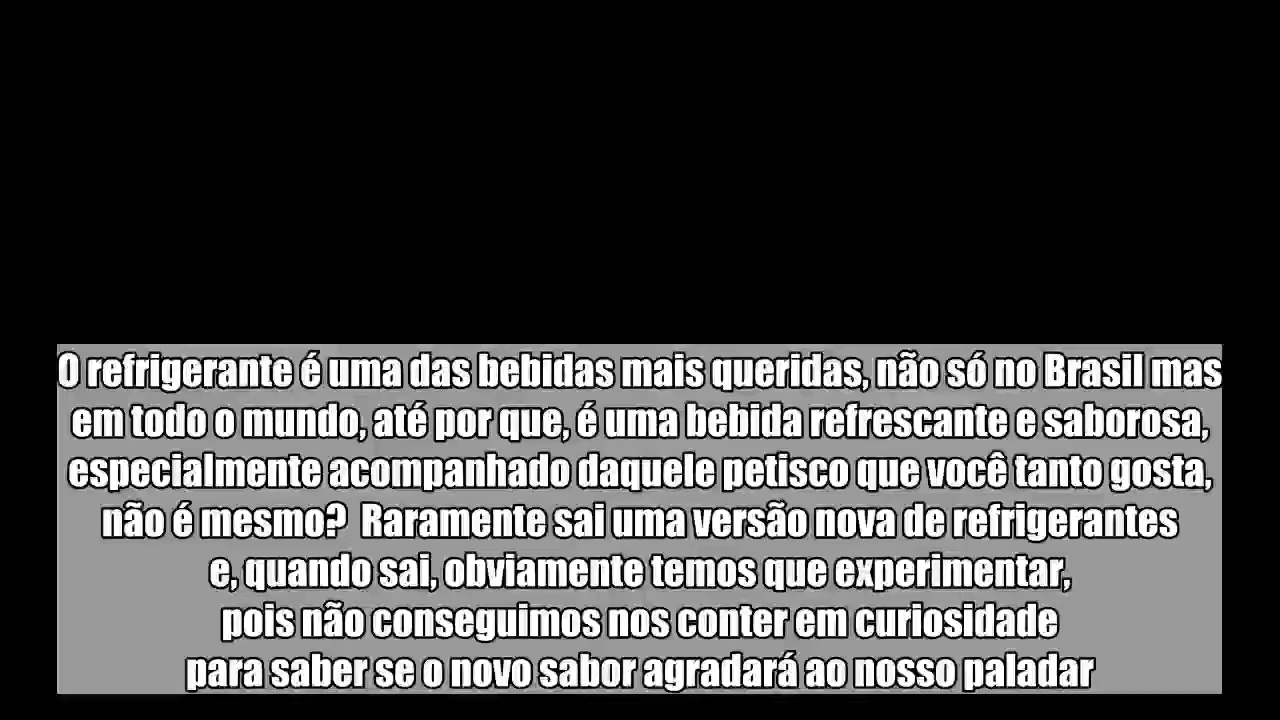 O refrigerante é uma das bebidas mais queridas, não só no Brasil mas
em todo o mundo, até por que, é uma bebida refrescante e saborosa,
especialmente acompanhado daquele petisco que você tanto gosta,
não é mesmo? Raramente sai uma versão nova de refrigerantes
e, quando sai, obviamente temos que experimentar,
pois não conseguimos nos conter em curiosidade
para saber se o novo sabor agradará ao nosso paladar